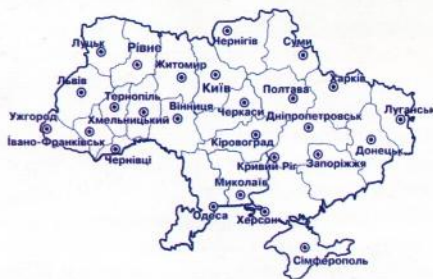 Чернігів
Суми
Луцьк
Рівне
Житомир
Київ
Харків
Львів
Тернопіль
Полтава
Хмельницький
Вінниця
Черкаси
Дніпропетровськ
Луганськ
Ужгород
Івано-Франківськ
Кіровоград
Донецьк
Чернівці
Кривий Ріг
Запоріжжя
Миколаїв
Одеса
Херсон
Сімферополь